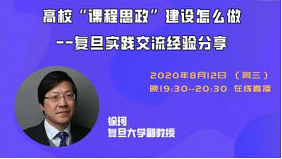 高校“课程思政”建设怎么做
--复旦实践交流经验分享
2020年8月12日 （周三）
晚19:30--20:30 在线直播
徐珂
复旦大学副教授